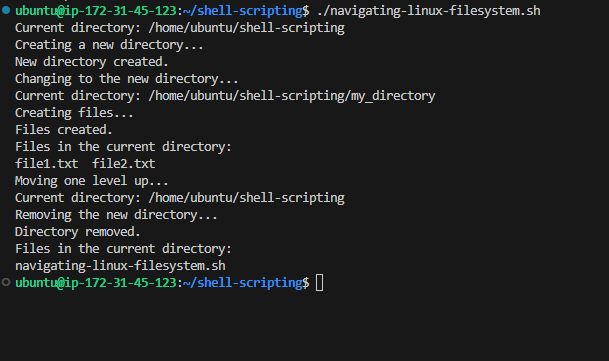 ubuntu@ip-172-31-45-123:~/shell-scripting$ ./navigating-linux-filesystem.sh
Current directory: /home/ubuntu/shell-scripting
Creating a new directory...
New directory created.
Changing to the new directory...
Current directory: /home/ubuntu/shell-scripting/my_directory
Creating files...
Files created.
Files in the current directory:
file1.txt  file2.txt
Moving one level up...
Current directory: /home/ubuntu/shell-scripting
Removing the new directory...
Directory removed.
Files in the current directory:
navigating-linux-filesystem.sh
ubuntu@ip-172-31-45-123:~/shell-scripting$